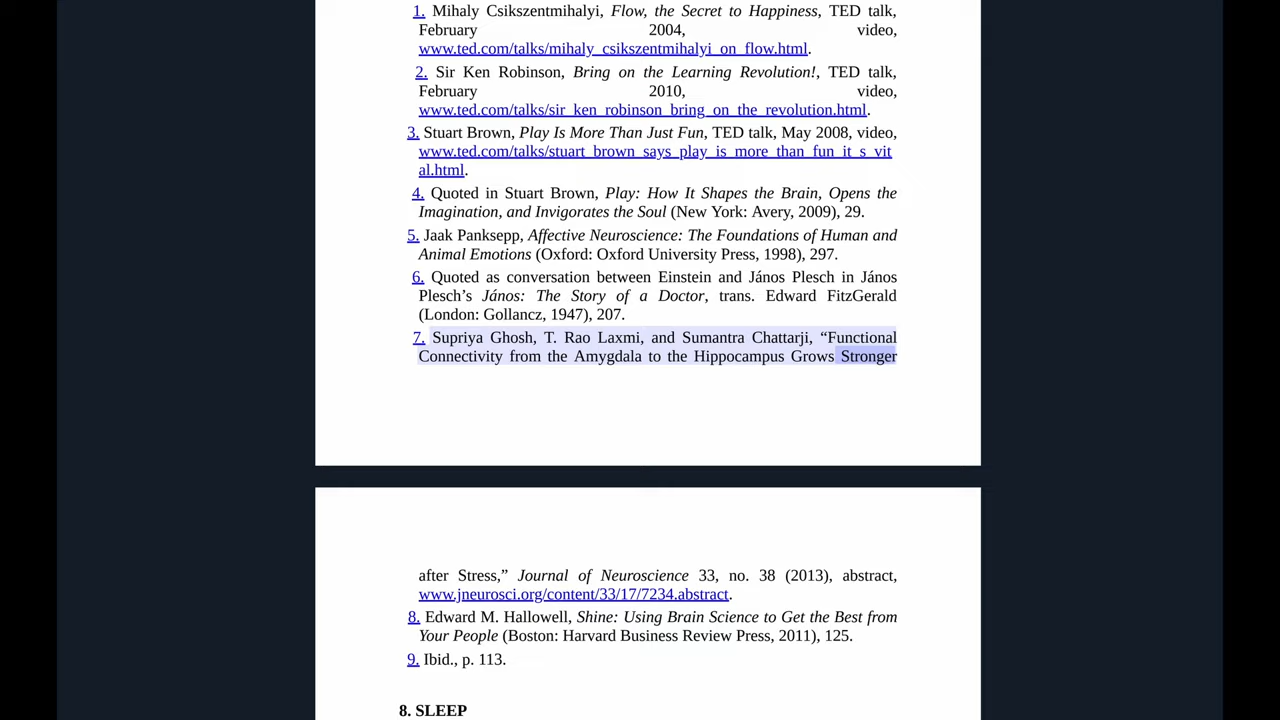 1. Mihaly Csikszentmihalyi, Flow, the Secret to Happiness, TED talk,
February 2004, video,
www.ted.com/talks/mihaly_csikszentmihalyi_on_flow.html.
2. Sir Ken Robinson, Bring on the Learning Revolution!, TED talk,
February 2010, video,
www.ted.com/talks/sir_ken_robinson_bring_on_the_revolution.html.
3. Stuart Brown, Play Is More Than Just Fun, TED talk, May 2008, video,
www.ted.com/talks/stuart_brown_says_play_is_more_than_fun_it_s_vit
al.html.
4. Quoted in Stuart Brown, Play: How It Shapes the Brain, Opens the
Imagination, and Invigorates the Soul (New York: Avery, 2009), 29.
5. Jaak Panksepp, Affective Neuroscience: The Foundations of Human and
Animal Emotions (Oxford: Oxford University Press, 1998), 297.
6. Quoted as conversation between Einstein and János Plesch in János
Plesch’s János: The Story of a Doctor, trans. Edward FitzGerald
(London: Gollancz, 1947), 207.
7. Supriya Ghosh, T. Rao Laxmi, and Sumantra Chattarji, “Functional
Connectivity from the Amygdala to the Hippocampus Grows Stronger
after Stress,” Journal of Neuroscience 33, no. 38 (2013), abstract,
www.jneurosci.org/content/33/17/7234.abstract.
8. Edward M. Hallowell, Shine: Using Brain Science to Get the Best from
Your People (Boston: Harvard Business Review Press, 2011), 125.
9. Ibid., p. 113.
8. SLEEP